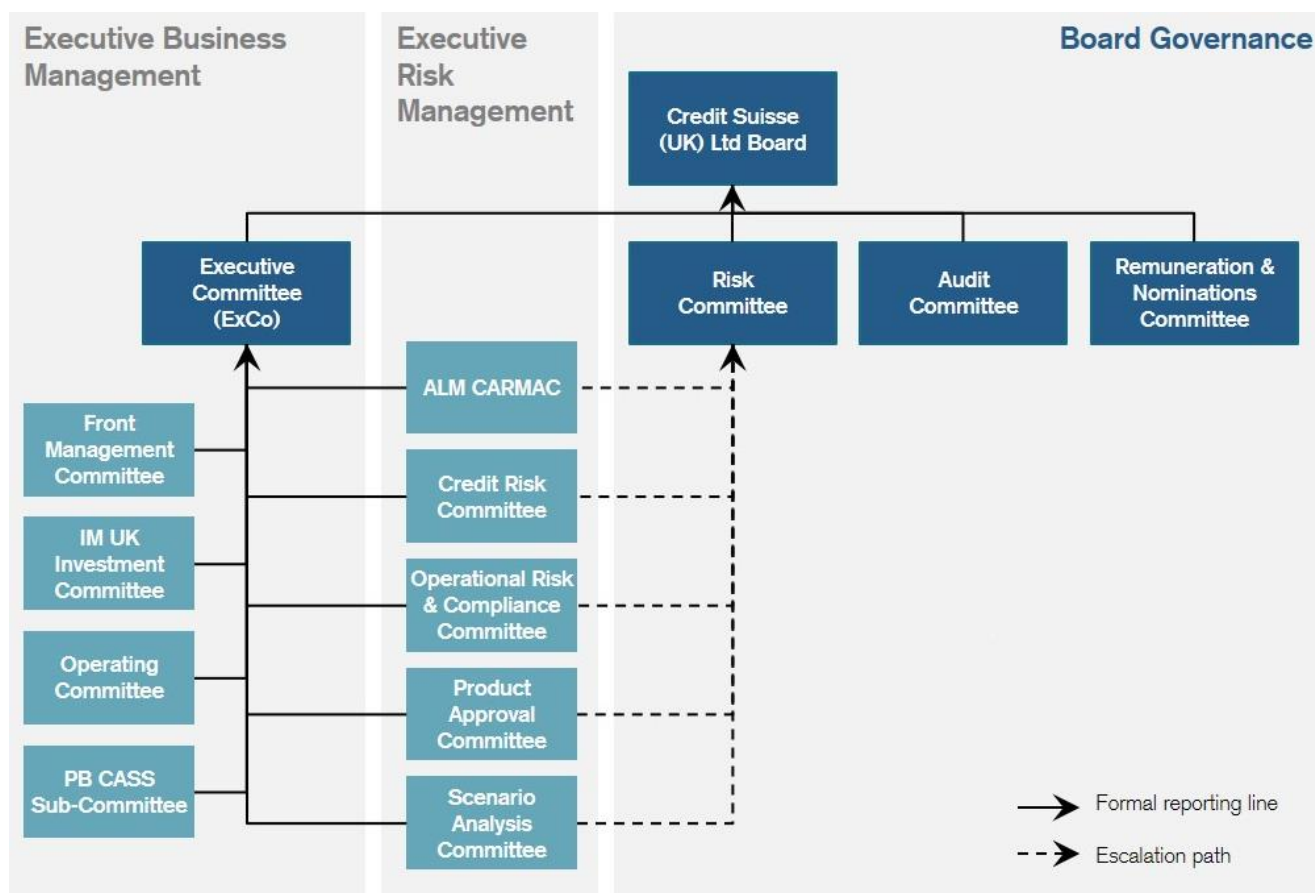 Executive Business
Management
Executive
Risk
Management
Board Governance
Credit Suisse
(UK) Ltd Board
Executive
Committee
(ExCo)
Risk
Committee
Audit
Committee
Remuneration &
Nominations
Committee
ALM CARMAC
Front
Management
Committee
Credit Risk
Committee
IM UK
Investment
Committee
Operational Risk
& Compliance
Committee
Operating
Committee
Product
Approval
Committee
PB CASS
Sub-Committee
Scenario
Analysis
Committee
Formal reporting line
Escalation path